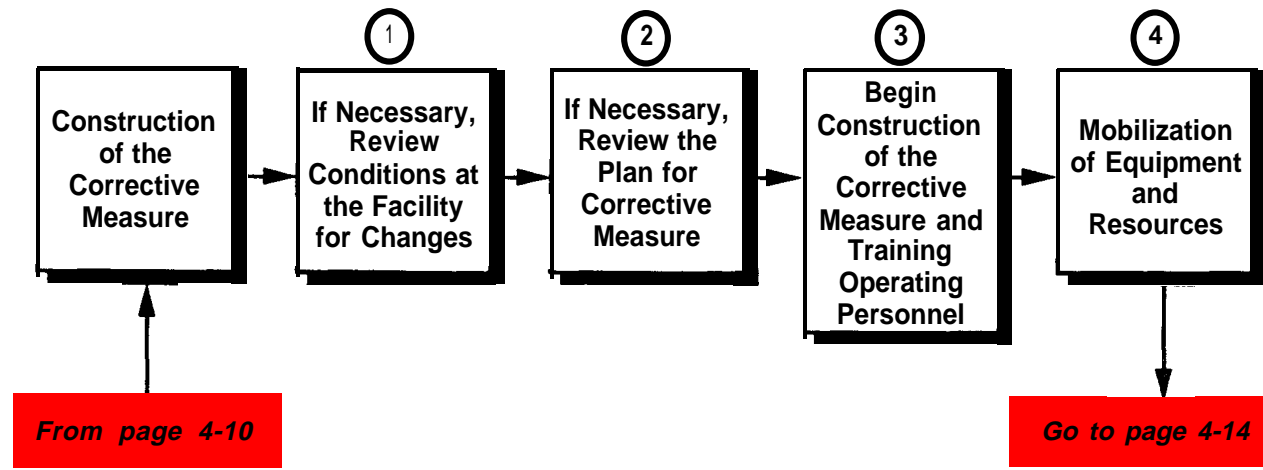 1
2
3
4
Construction
of the
Corrective
Measure
If Necessary,
Review
Conditions at
the Facility
for Changes
If Necessary,
Review the
Plan for
Corrective
Measure
Begin
Construction
of the
Corrective
Measure and
Training
Operating
Personnel
Mobilization
of Equipment
and
Resources
From page 4-10
Go to page 4-14